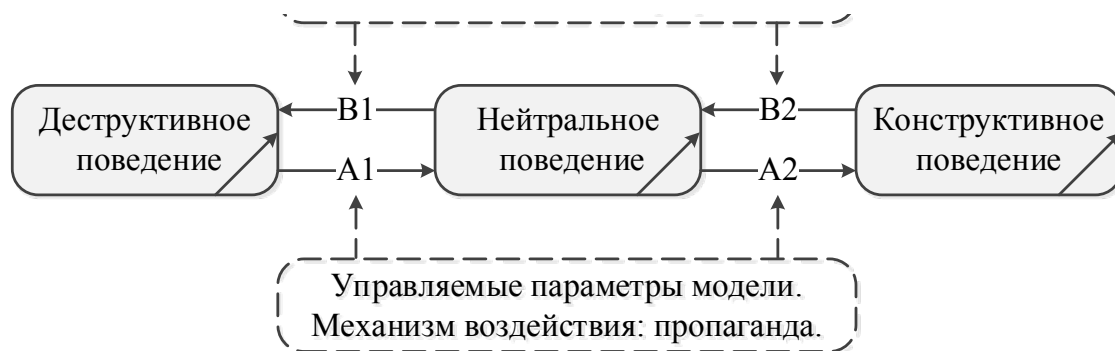 B1
B2
Деструктивное
поведение
Нейтральное
поведение
Конструктивное
поведение
A1
A2
Управляемые параметры модели.
Механизм воздействия: пропаганда.